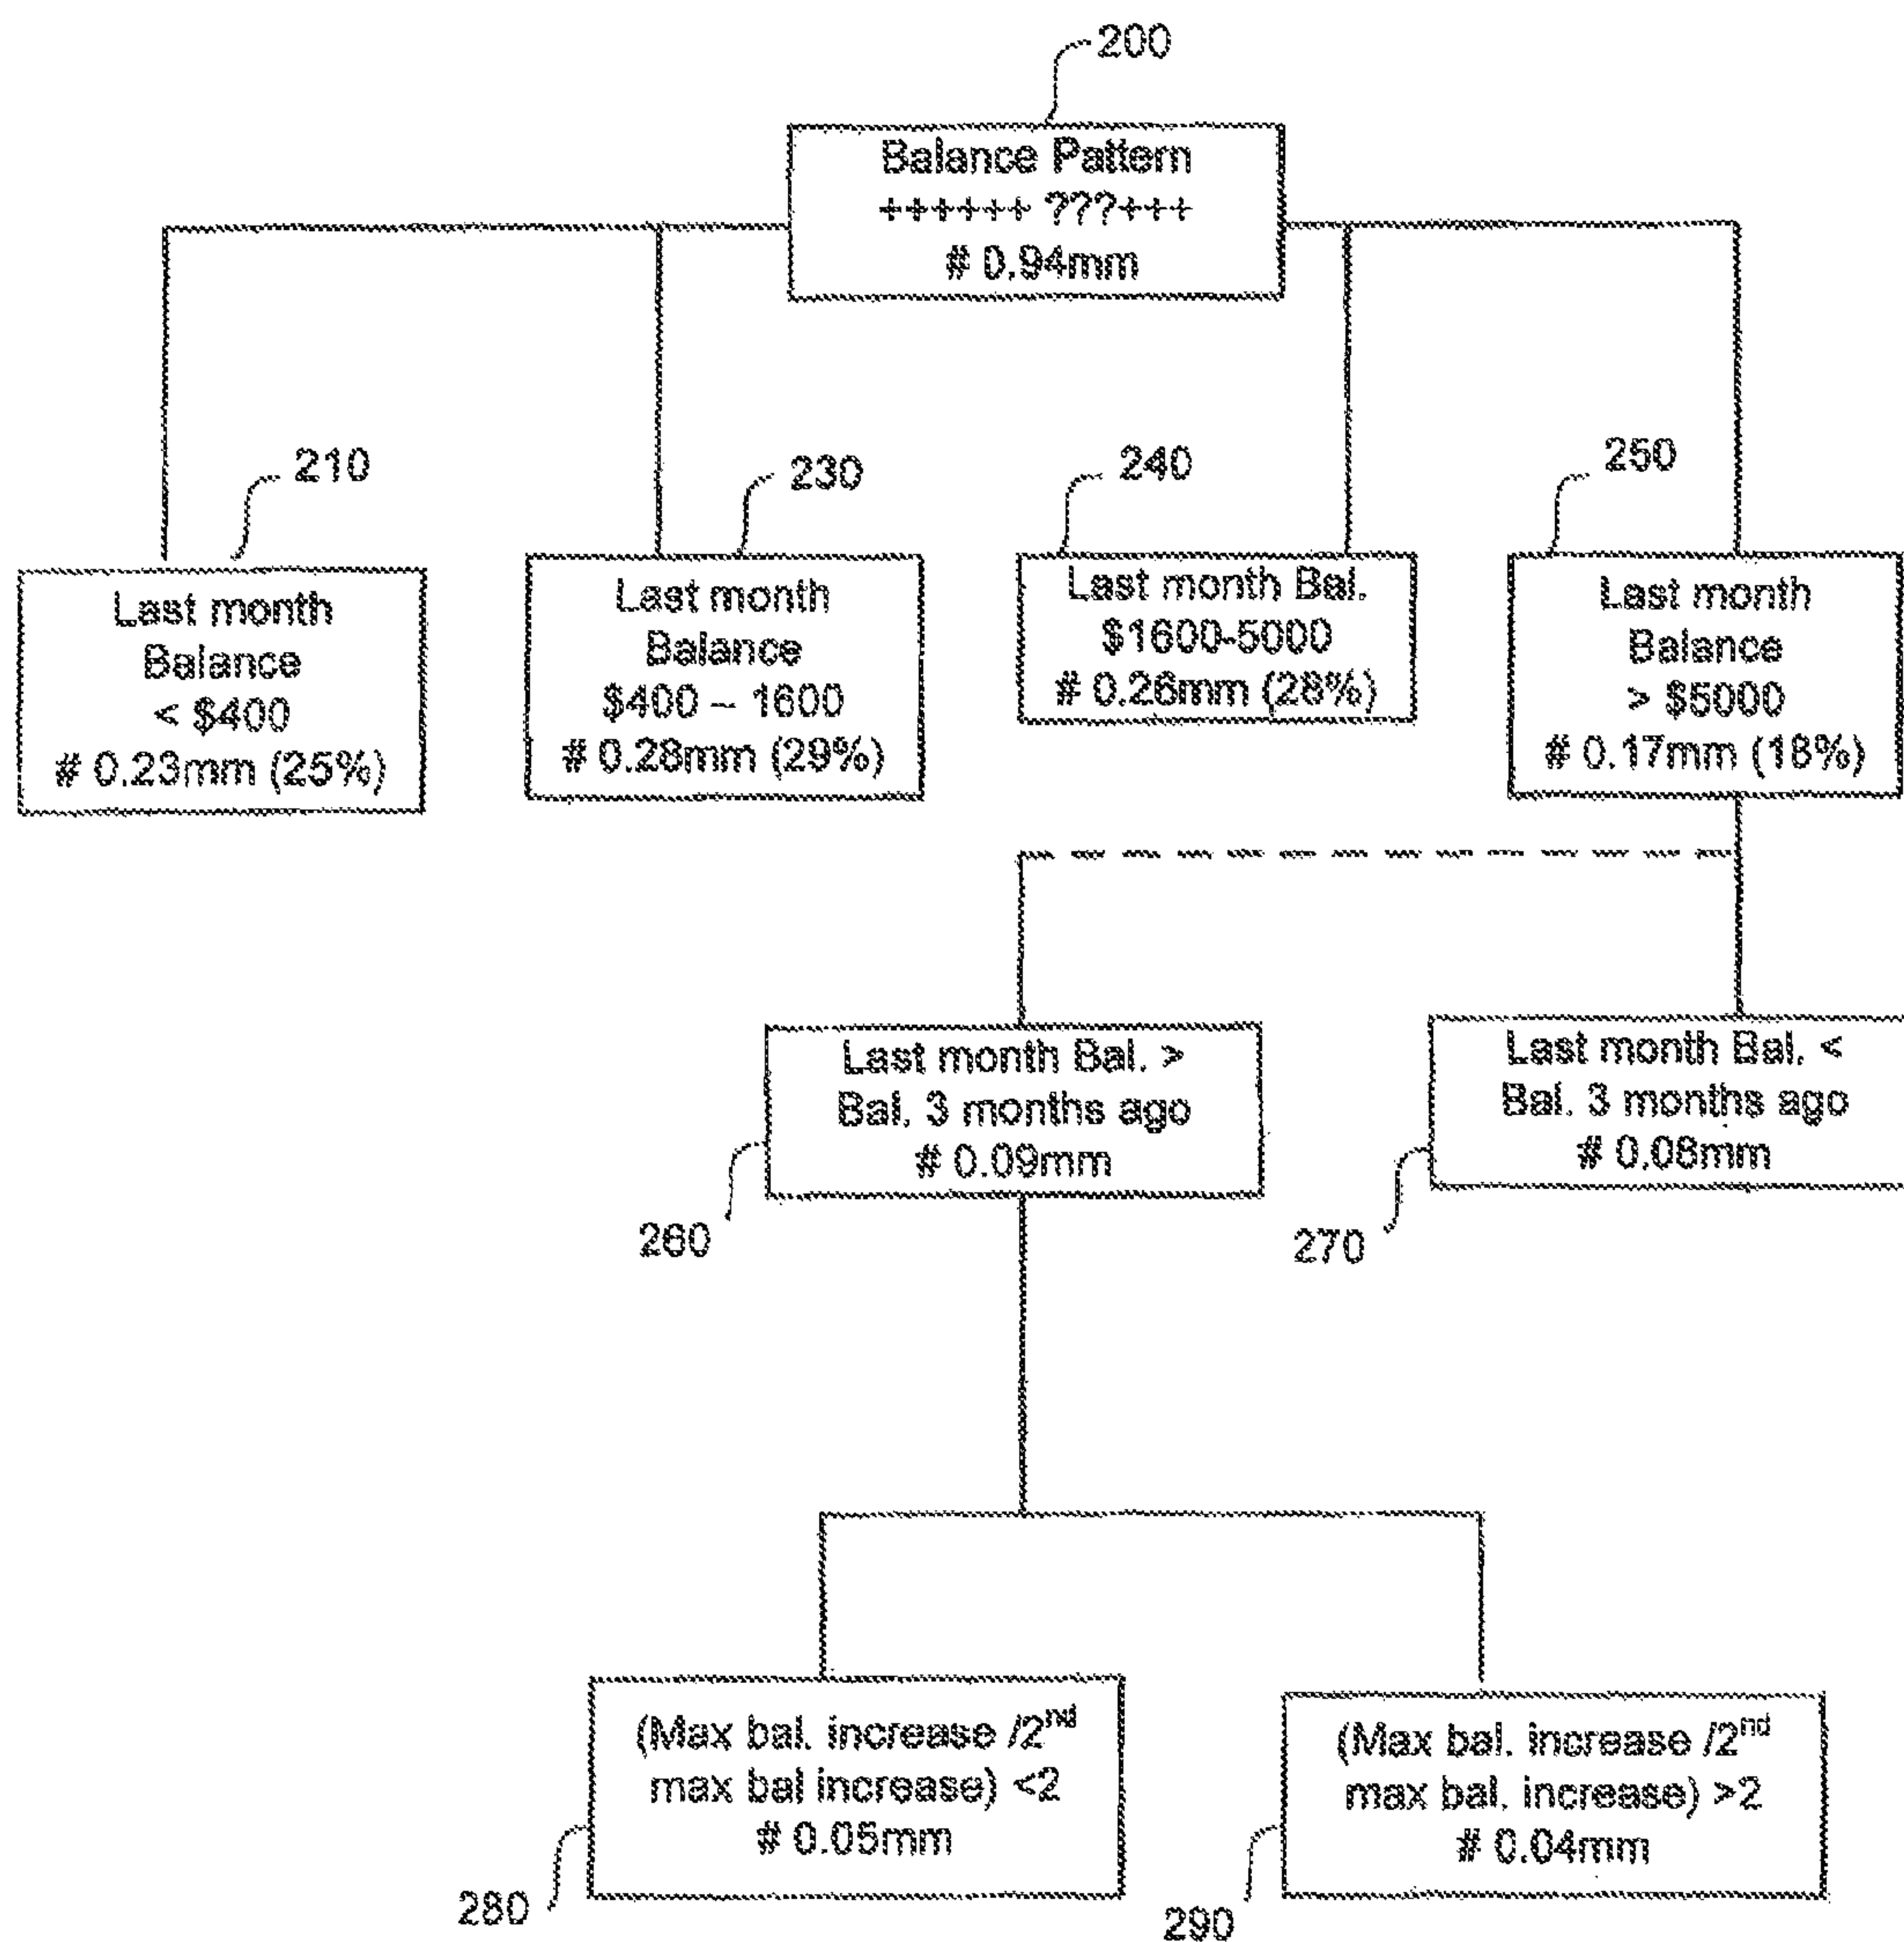 200
Balance Pattern
++++++ ???+++
# 0.94mm
210
Last month
Balance
< $400
# 0.23mm (25%)
230
Last month
Balance
$400 – 1600
# 0.28mm (29%)
240
Last month Bal.
$1600-5000
# 0.26mm (28%)
250
Last month
Balance
> $5000
# 0.17mm (18%)
Last month Bal. >
Bal. 3 months ago
# 0.09mm
260
Last month Bal. <
Bal. 3 months ago
# 0.08mm
270
(Max bal. increase /2nd
max bal increase) <2
# 0.05mm
280
(Max bal. increase /2nd
max bal. increase) >2
# 0.04mm
290